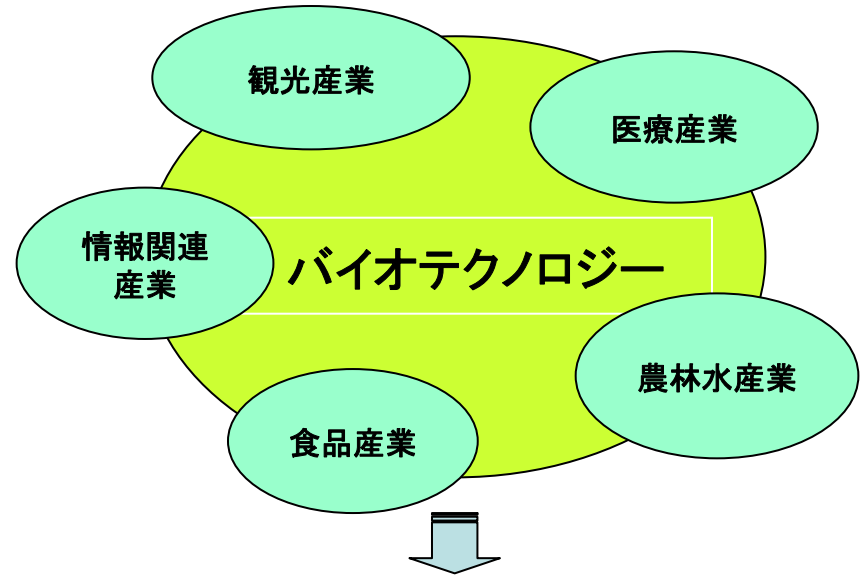 観光産業
医療産業
情報関連
産業
バイオテクノロジー
農林水産業
食品産業